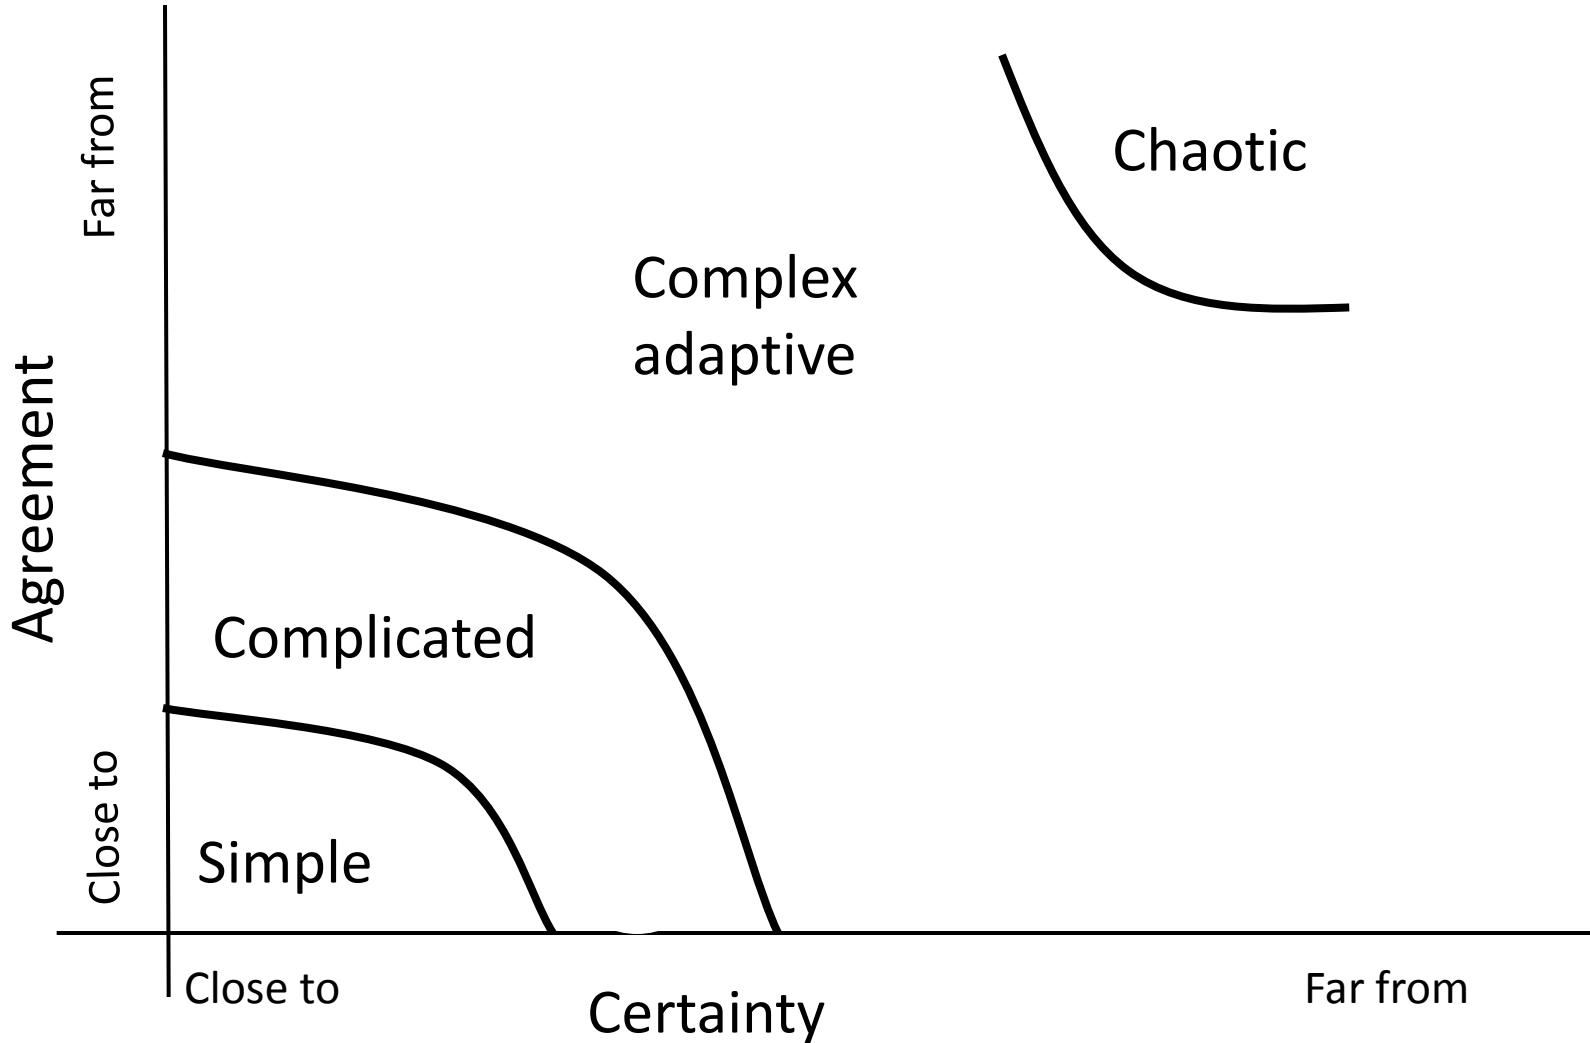 Far from
Chaotic
Complex
adaptive
Agreement
Complicated
Close to
Simple
Close to
Far from
Certainty